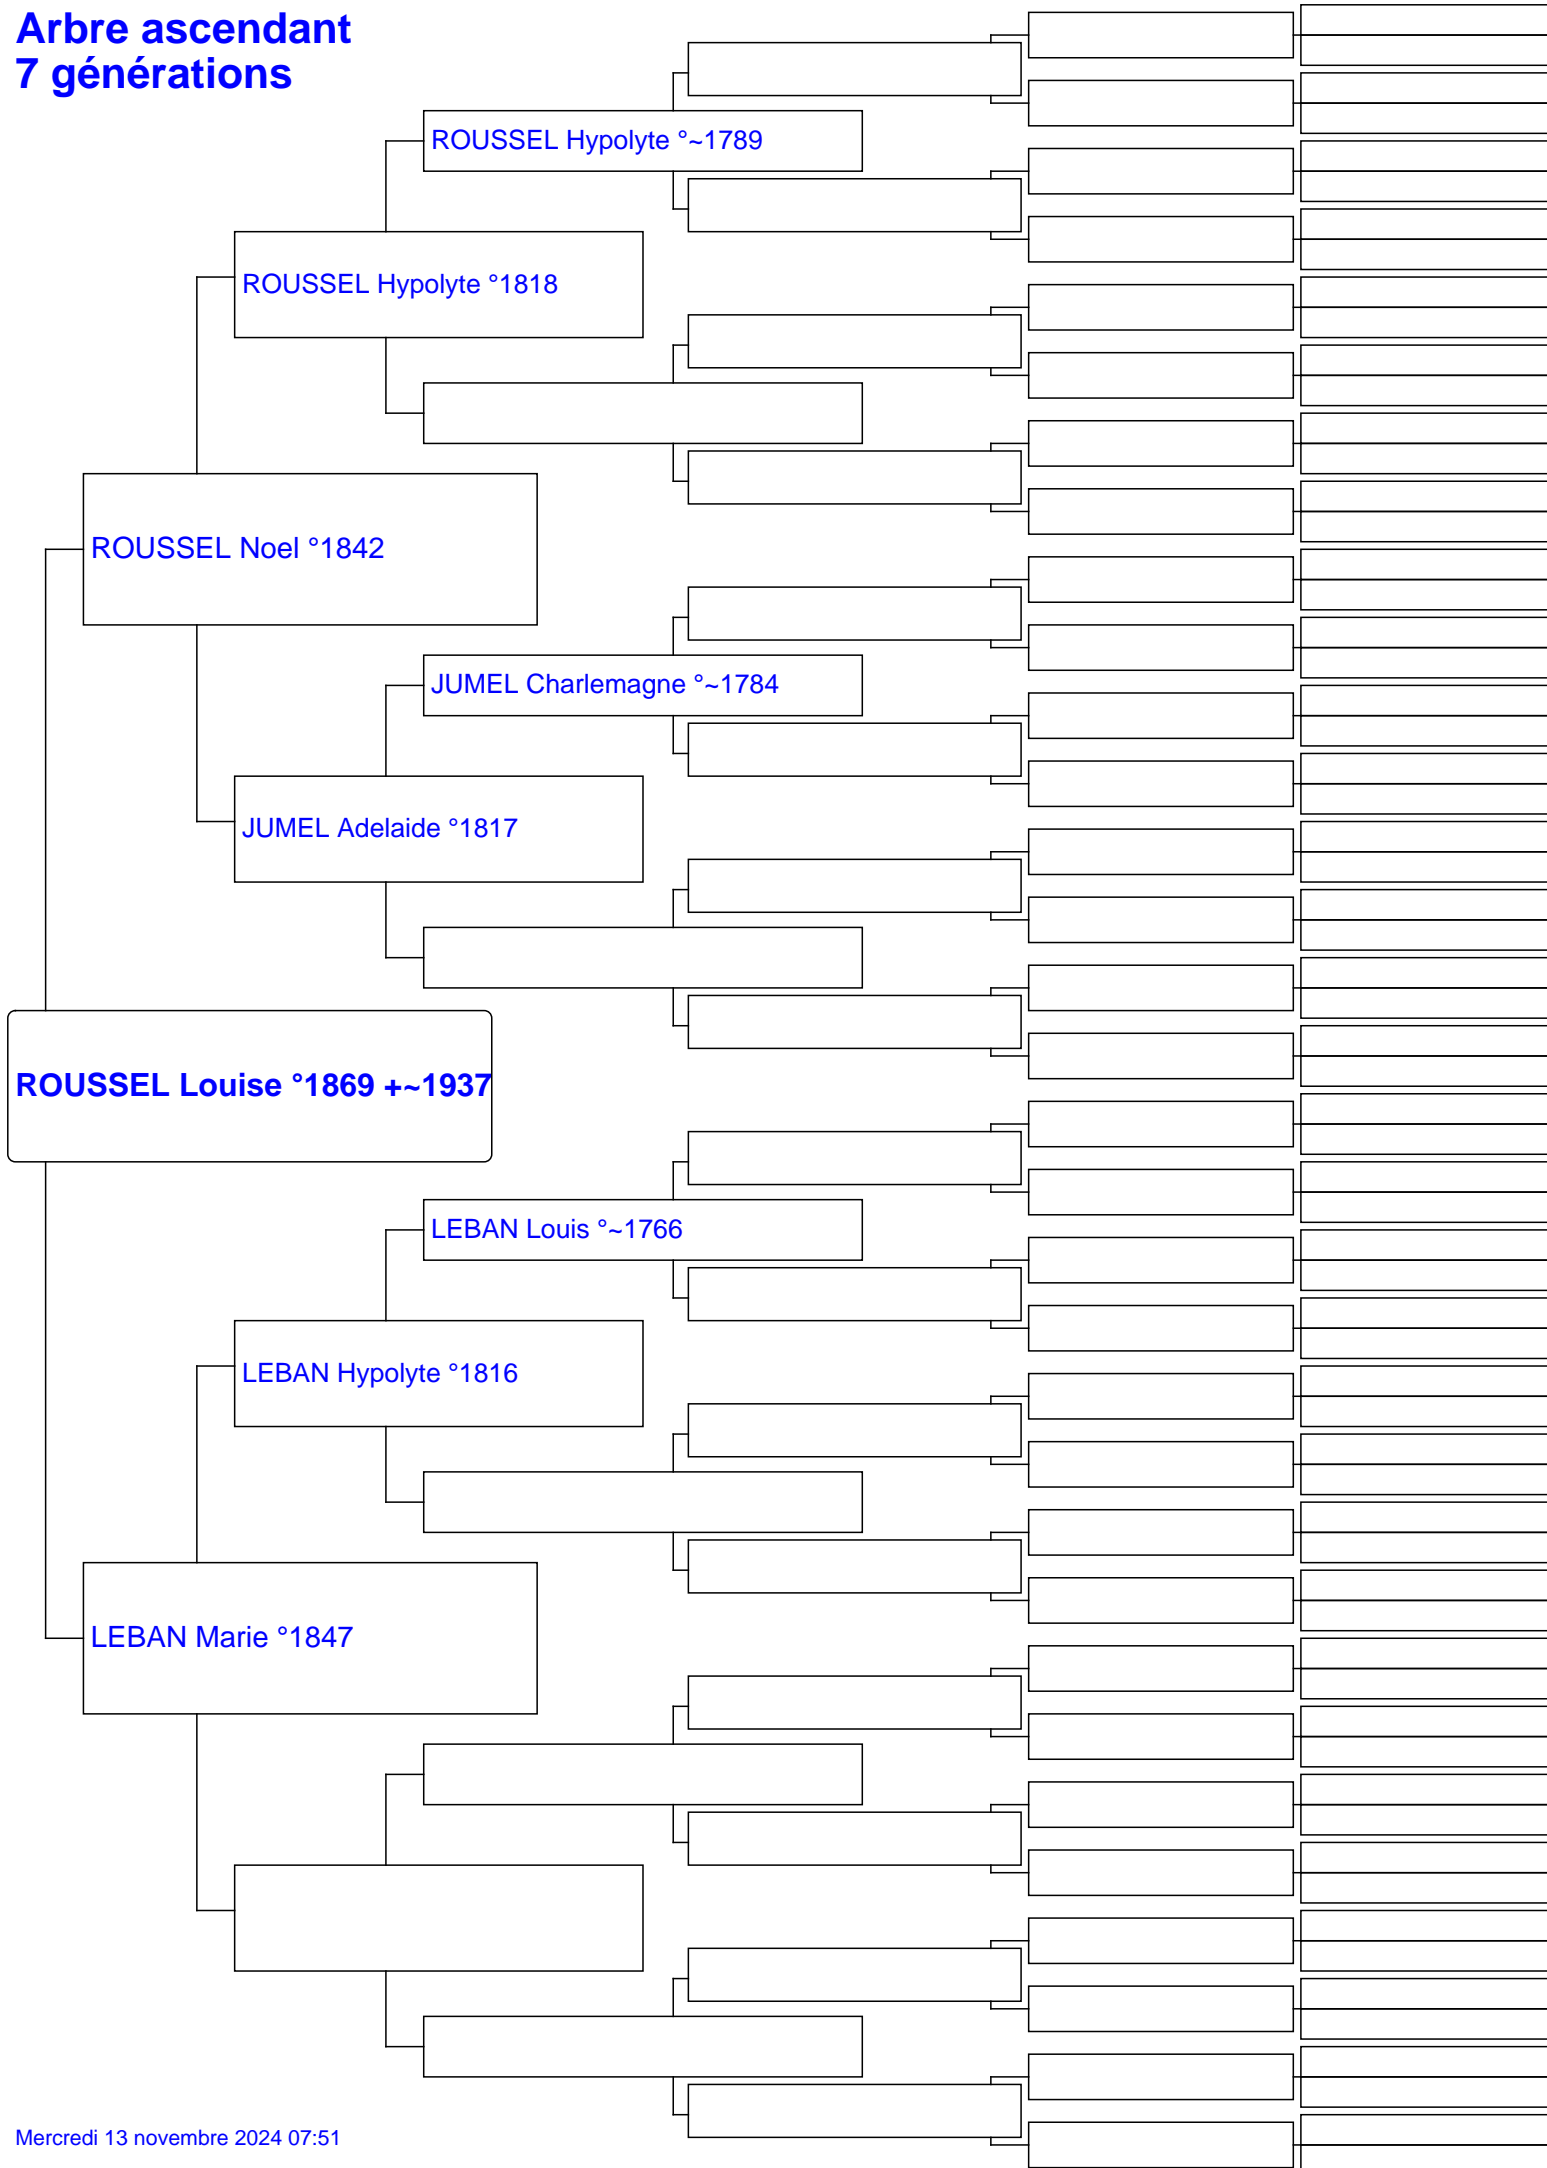 Arbre ascendant
7 générations
ROUSSEL Hypolyte °~1789
ROUSSEL Hypolyte °1818
ROUSSEL Noel °1842
JUMEL Charlemagne °~1784
JUMEL Adelaide °1817
ROUSSEL Louise °1869 +~1937
LEBAN Louis °~1766
LEBAN Hypolyte °1816
LEBAN Marie °1847
Mercredi 13 novembre 2024 07:51